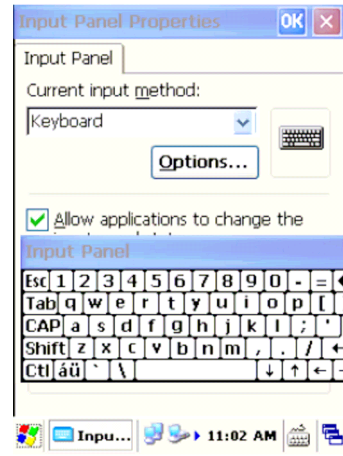 Input Panel Properties OK
Input Panel
Current input method:
Keyboard
Options...
Allow applications to change the
Input Panel
Esc 1 2 3 4 5 6 7 8 9 0 - =
Tab q w e r t y u i o p [
CAP a s d f g h j k l ; '
Shift z x c v b n m , . /
Ctl áü ` \
Inpu... 11:02 AM